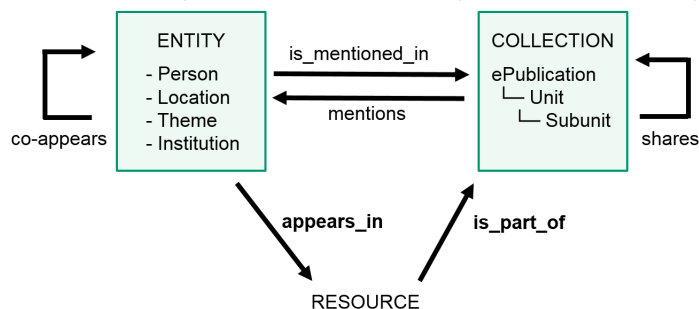 ENTITY
- Person
- Location
- Theme
- Institution
is_mentioned_in
mentions
COLLECTION
ePublication
Unit
Subunit
co-appears
shares
appears_in
is_part_of
RESOURCE